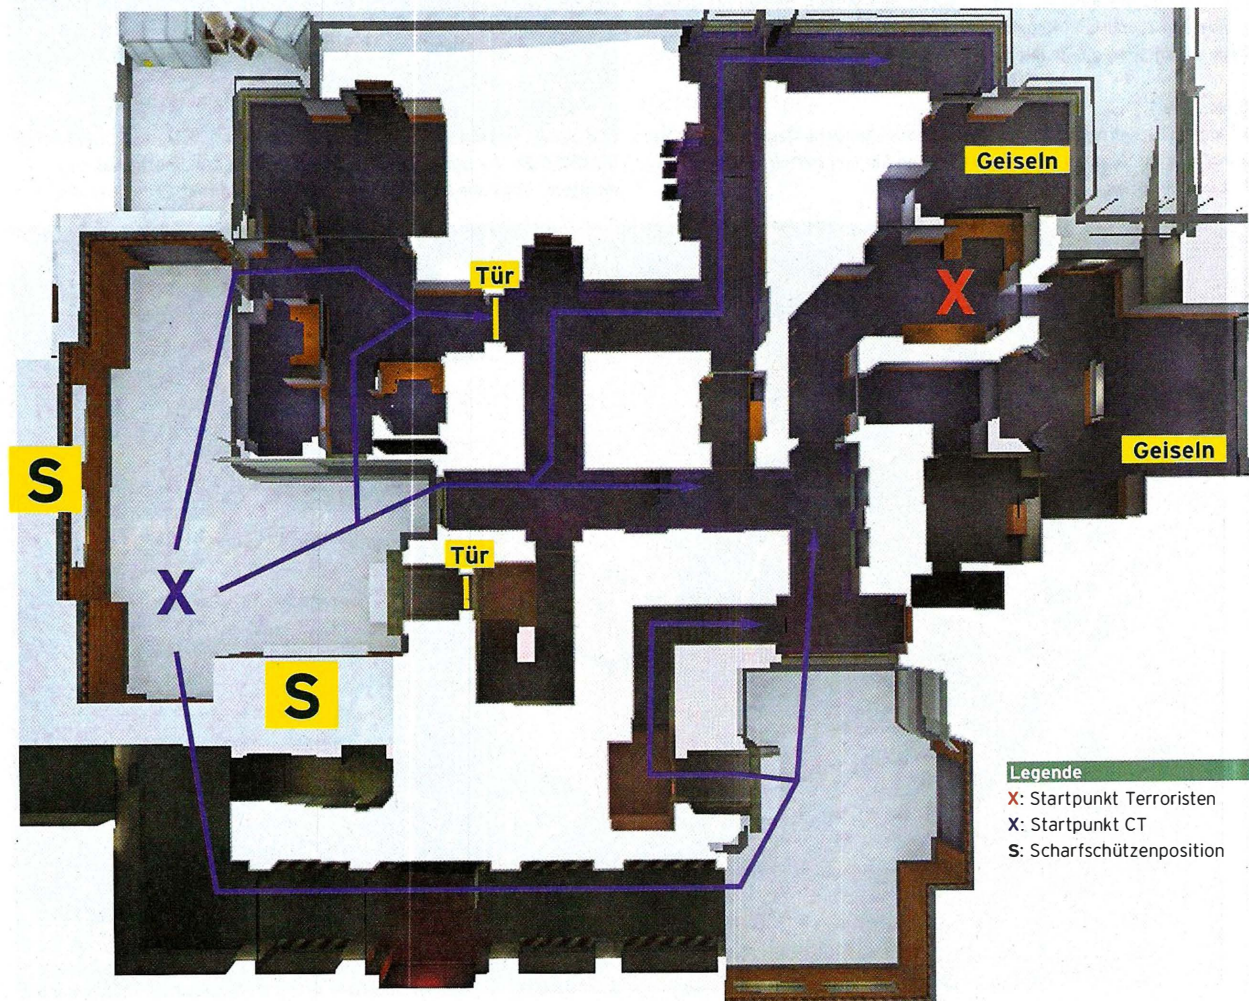 Geiseln
Tür
X
Geiseln
S
Tür
X
S
Legende
X: Startpunkt Terroristen
X: Startpunkt CT
S: Scharfschützenposition